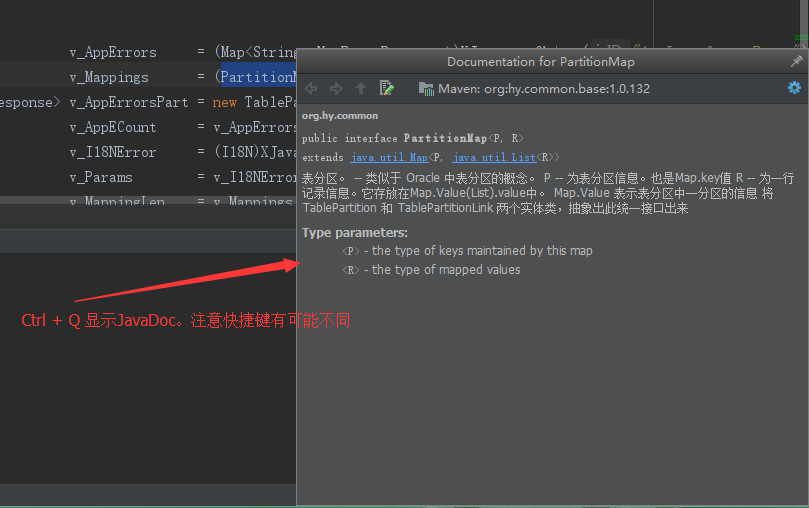 Documentation for PartitionMap
v_AppErrors = (Map<String
v_Mappings = (Partition
Maven: org.hy.common.base:1.0.132
esponse> v_AppErrorsPart = new TablePa
org.hy.common
v_AppECount = v_AppErrors
public interface PartitionMap<P, R>
v_I18NError = (I18N)XJava
extends java.util.Map<P, java.util.List<R>>
v_Params = v_I18NError
表分区。 -- 类似于 Oracle 中表分区的概念。 P -- 为表分区信息。也是Map.key值 R -- 为一行
v_MappingLen = v_Mappings
记录信息。它存放在Map.Value(List).value中。 Map.Value 表示表分区中一分区的信息 将
TablePartition 和 TablePartitionLink 两个实体类，抽象出此统一接口出来
Type parameters:
<P> - the type of keys maintained by this map
<R> - the type of mapped values
Ctrl + Q 显示JavaDoc。注意快捷键有可能不同